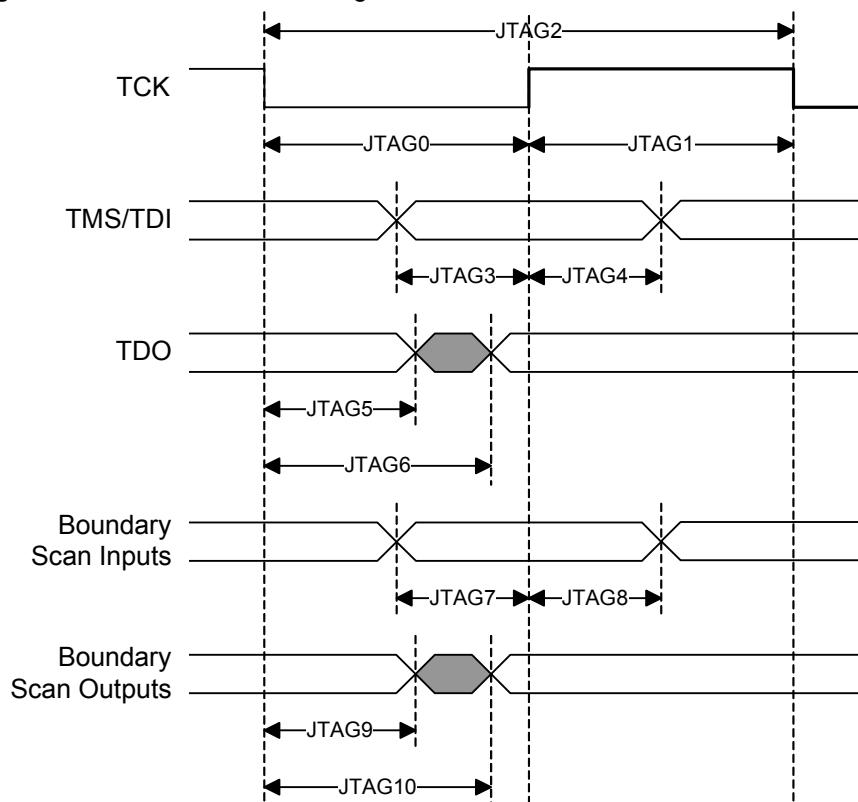 JTAG2
TCK
JTAG0
JTAG1
TMS/TDI
JTAG3
JTAG4
TDO
JTAG5
JTAG6
Boundary
Scan Inputs
JTAG7
JTAG8
Boundary
Scan Outputs
JTAG9
JTAG10